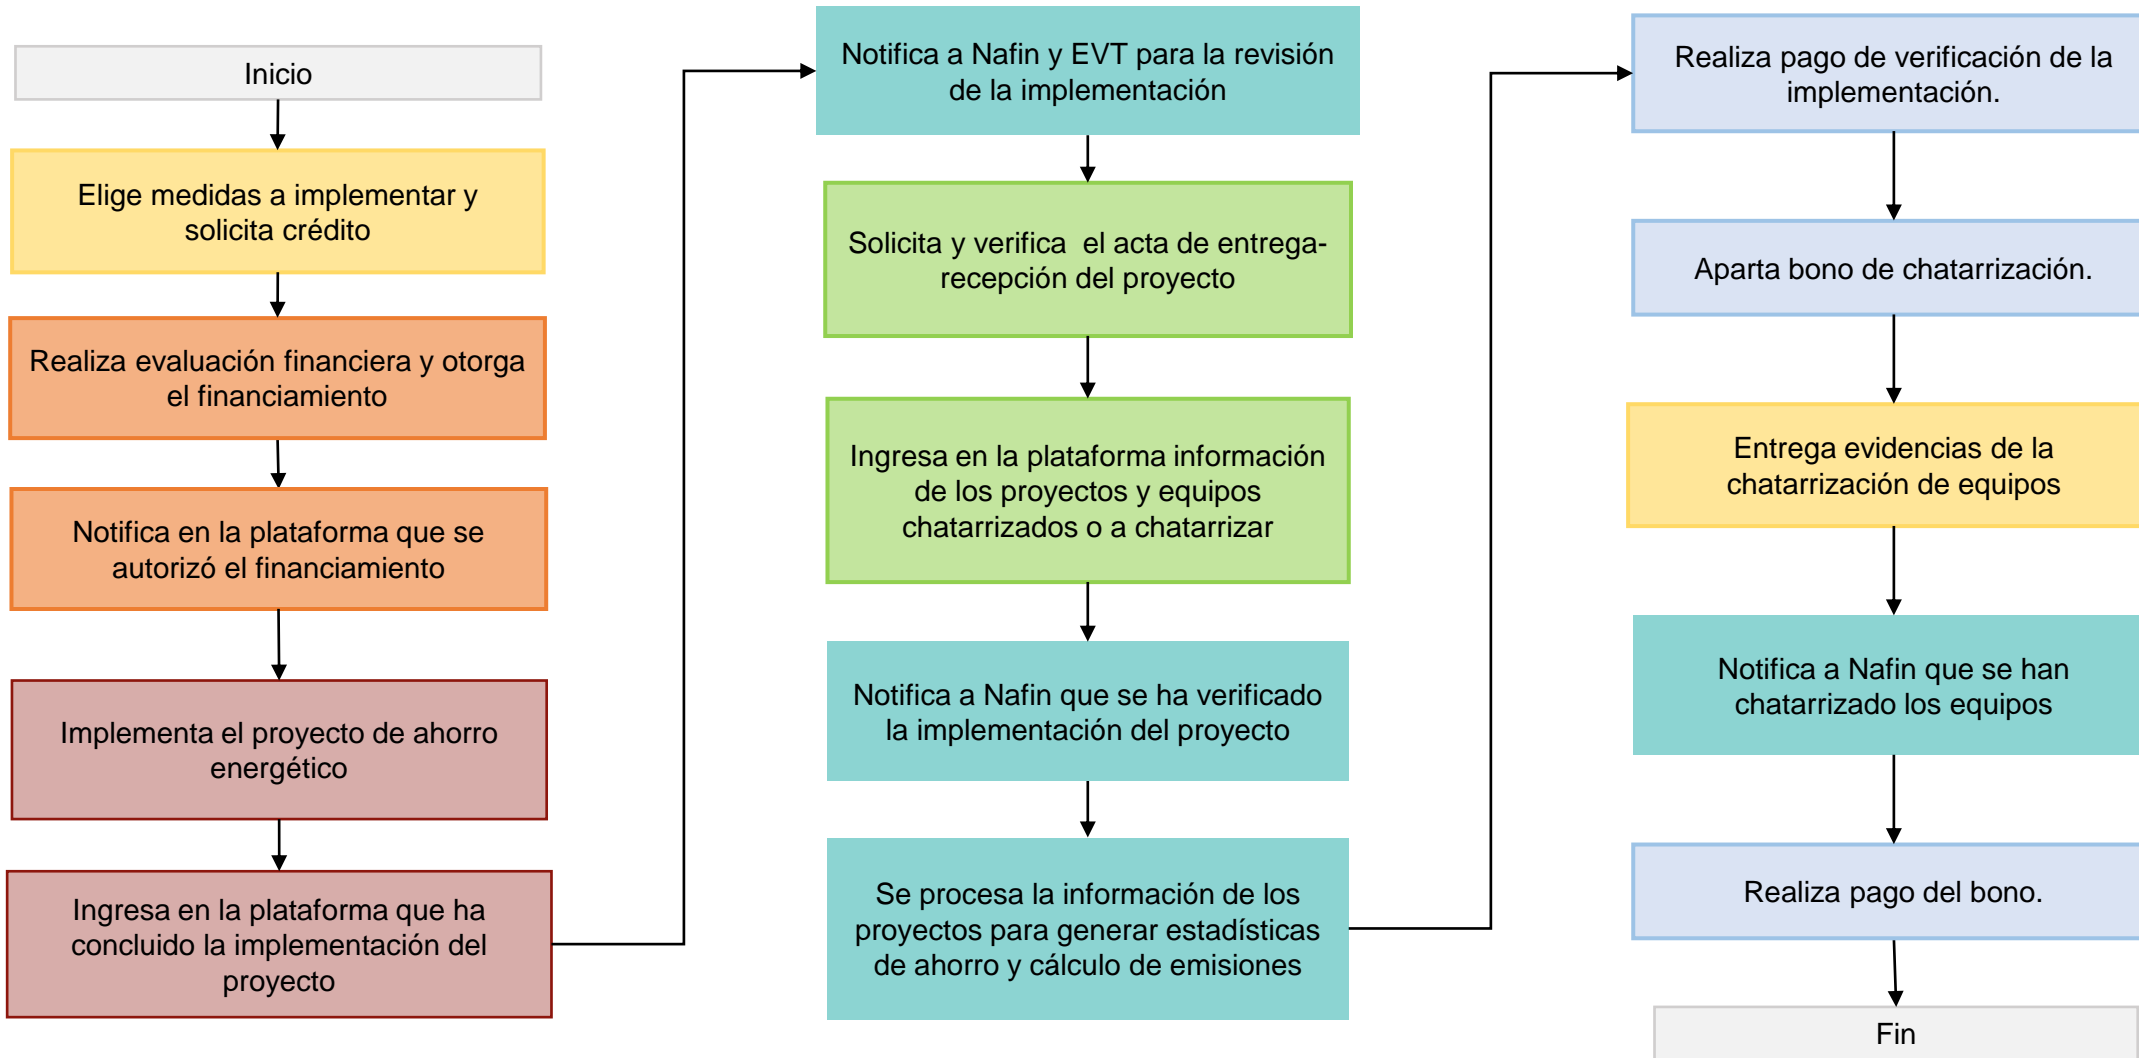 Inicio
Elige medidas a implementar y
solicita crédito
Realiza evaluación financiera y otorga
el financiamiento
Notifica en la plataforma que se
autorizó el financiamiento
Implementa el proyecto de ahorro
energético
Ingresa en la plataforma que ha
concluido la implementación del
proyecto
Notifica a Nafin y EVT para la revisión
de la implementación
Solicita y verifica  el acta de entrega-
recepción del proyecto
Ingresa en la plataforma información
de los proyectos y equipos
chatarrizados o a chatarrizar
Notifica a Nafin que se ha verificado
la implementación del proyecto
Se procesa la información de los
proyectos para generar estadísticas
de ahorro y cálculo de emisiones
Realiza pago de verificación de la
implementación.
Aparta bono de chatarrización.
Entrega evidencias de la
chatarrización de equipos
Notifica a Nafin que se han
chatarrizado los equipos
Realiza pago del bono.
Fin